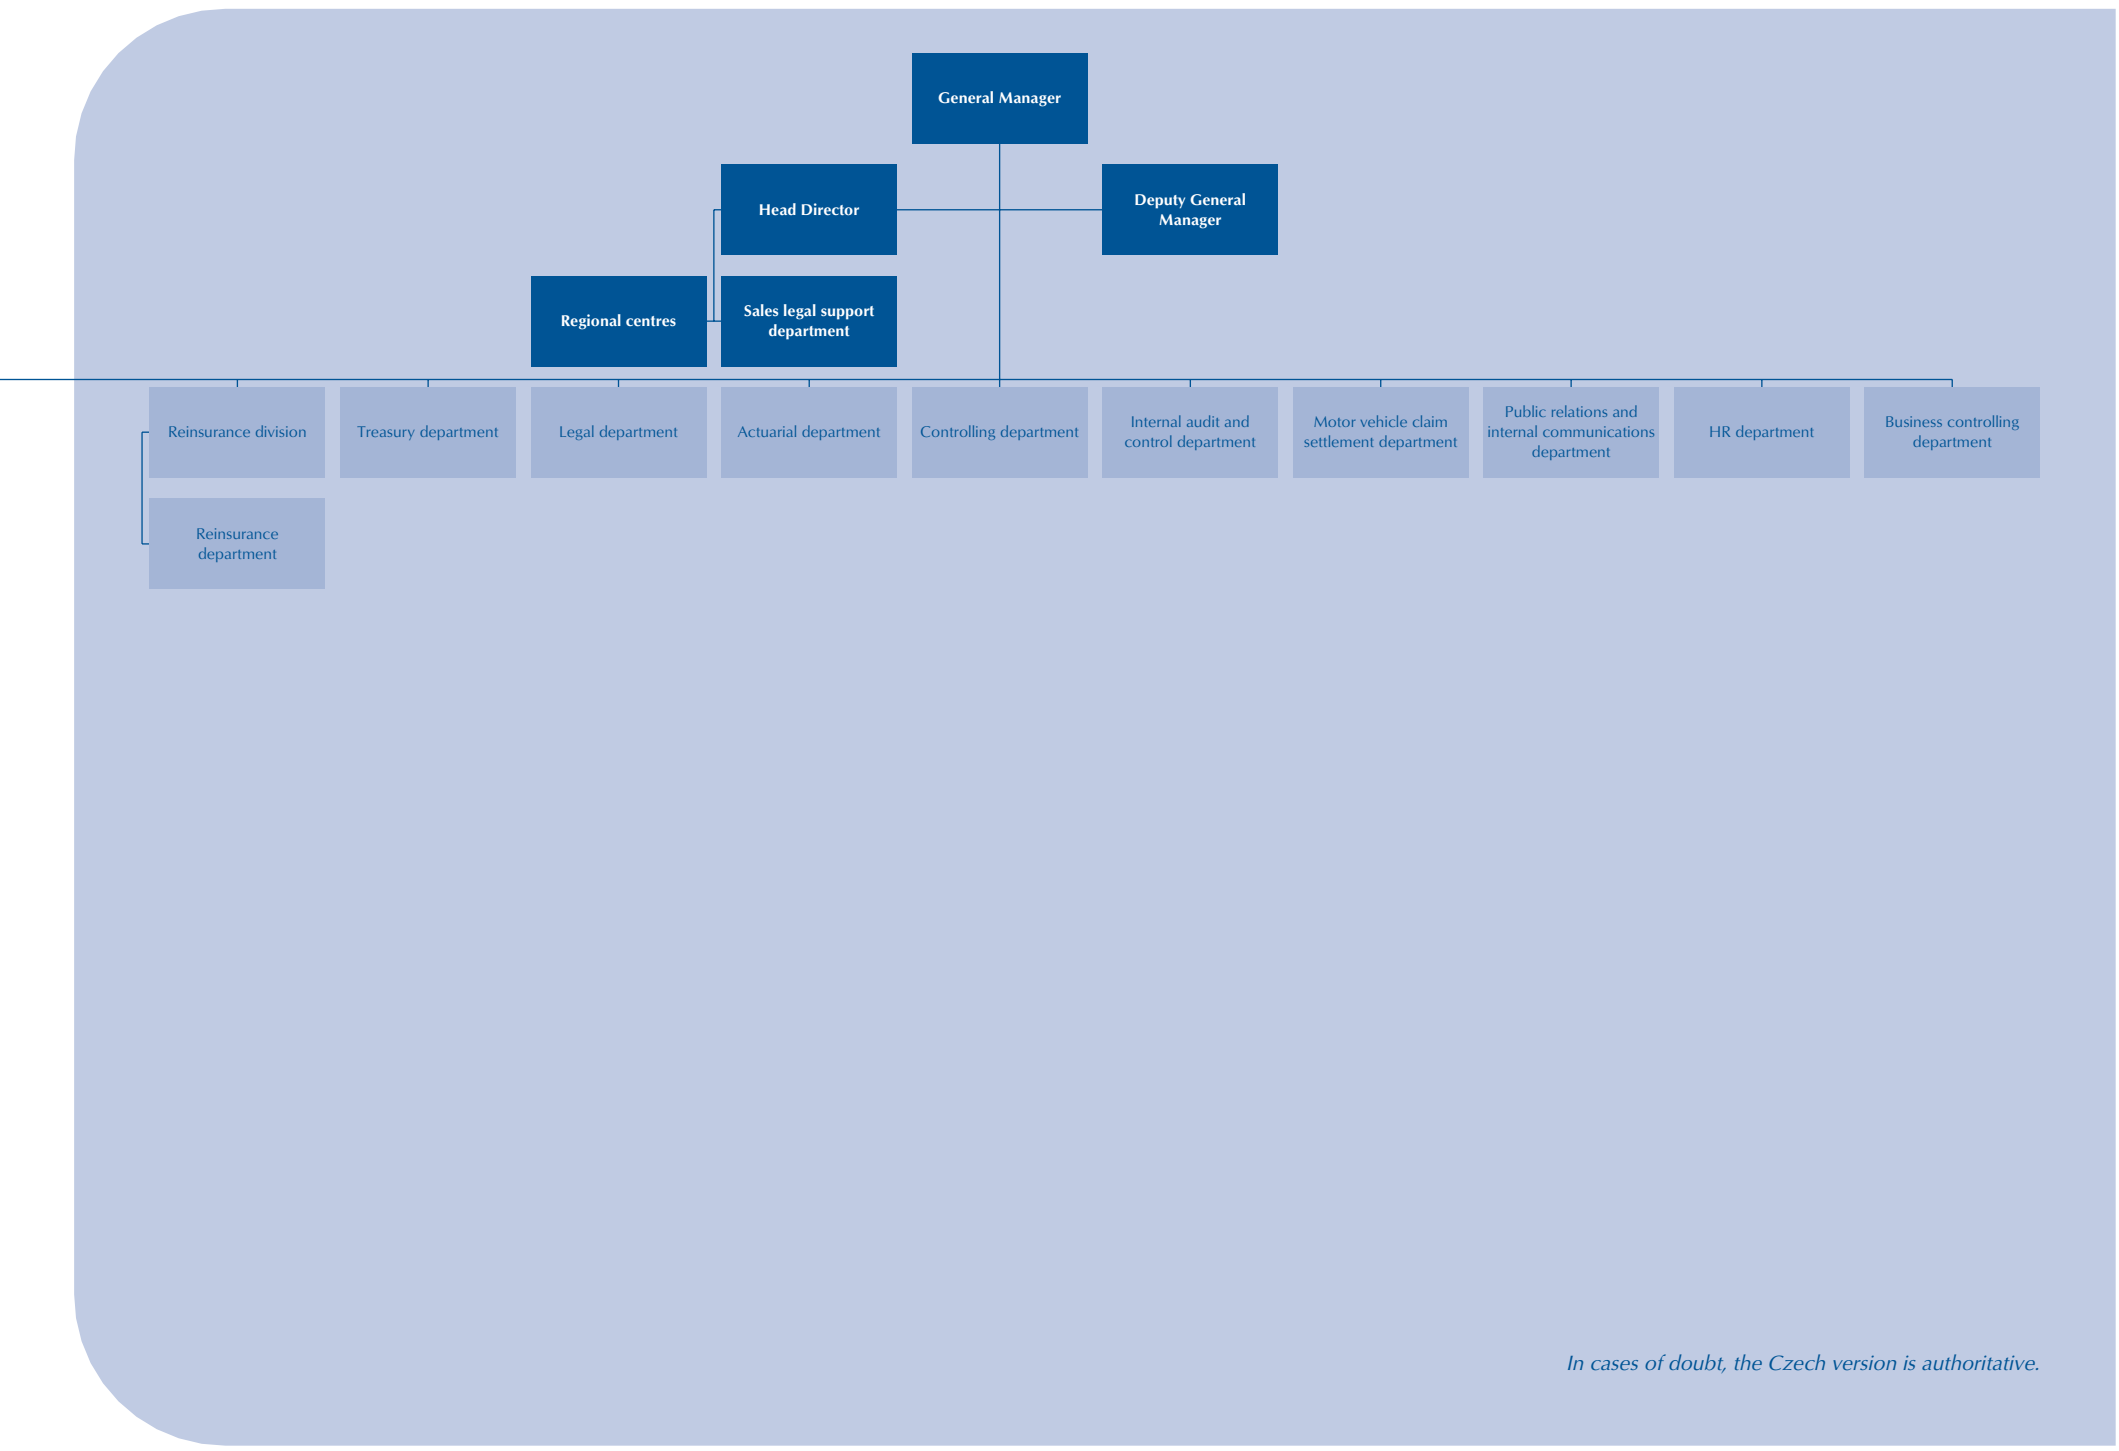 General Manager
Head Director
Deputy General
Manager
Regional centres
Sales legal support
department
Reinsurance division
Treasury department
Legal department
Actuarial department
Controlling department
Internal audit and
control department
Motor vehicle claim
settlement department
Public relations and
internal communications
department
HR department
Business controlling
department
Reinsurance
department
In cases of doubt, the Czech version is authoritative.